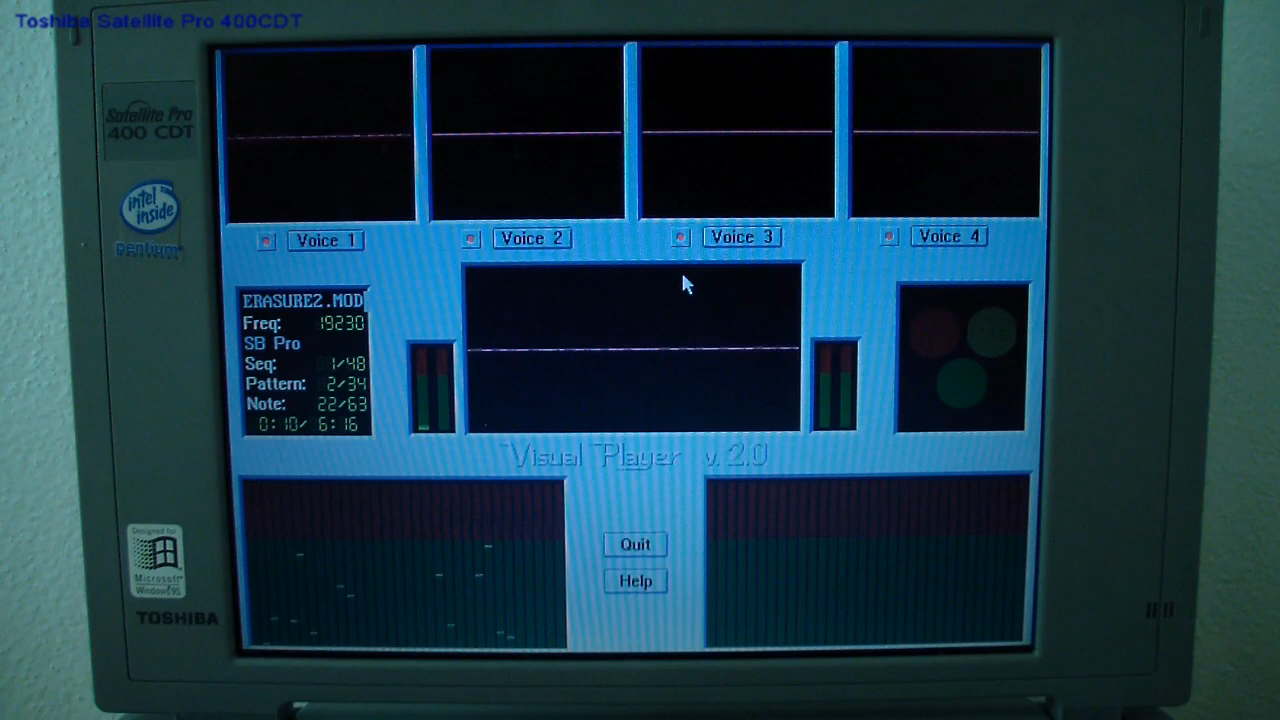 Toshiba Satellite Pro 400CDT
Satellite Pro
400 CDT
intel
inside
pentium
Voice 1
Voice 2
Voice 3
Voice 4
ERASURE2.MOD
Freq: 19230
SB Pro
Seq: 1/48
Pattern: 2/34
Note: 22/63
0:10/ 6:16
Visual Player v. 2.0
Quit
Help
Designed for
Microsoft
Windows95
TOSHIBA